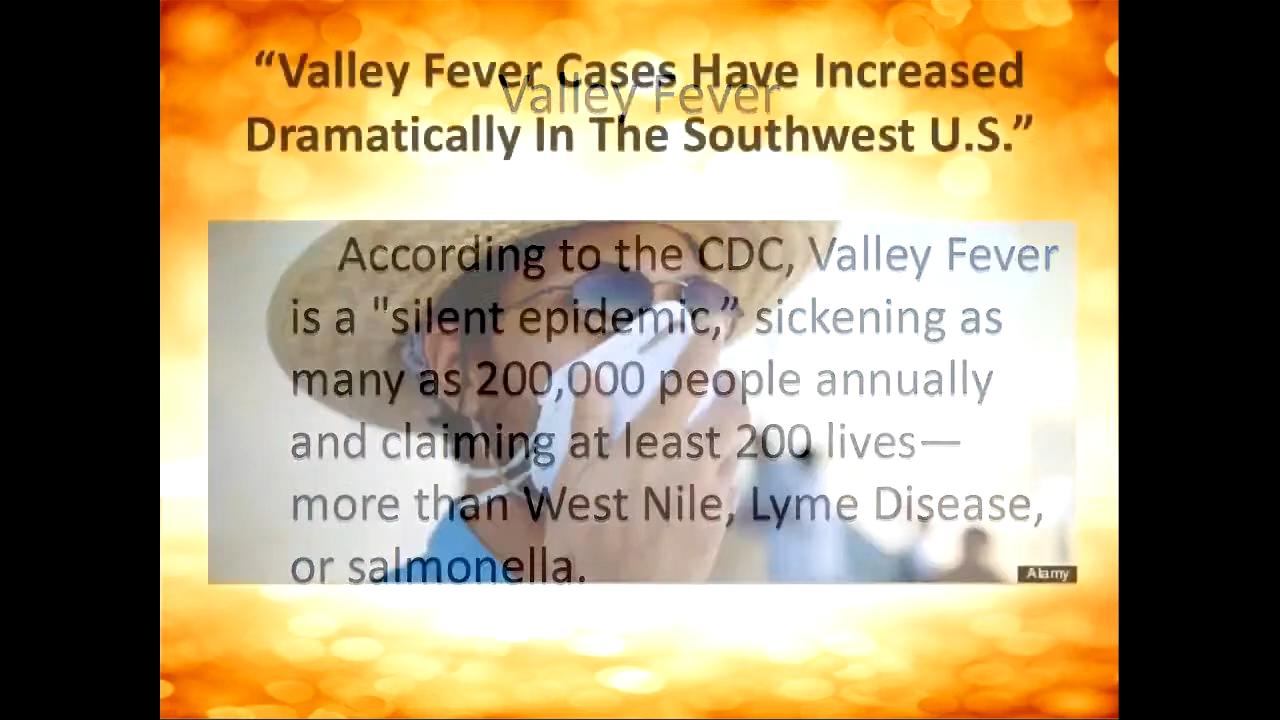 “Valley Fever Cases Have Increased
Valley Fever
Dramatically In The Southwest U.S.”
According to the CDC, Valley Fever
is a "silent epidemic,” sickening as
many as 200,000 people annually
and claiming at least 200 lives—
more than West Nile, Lyme Disease,
or salmonella.
Alamy